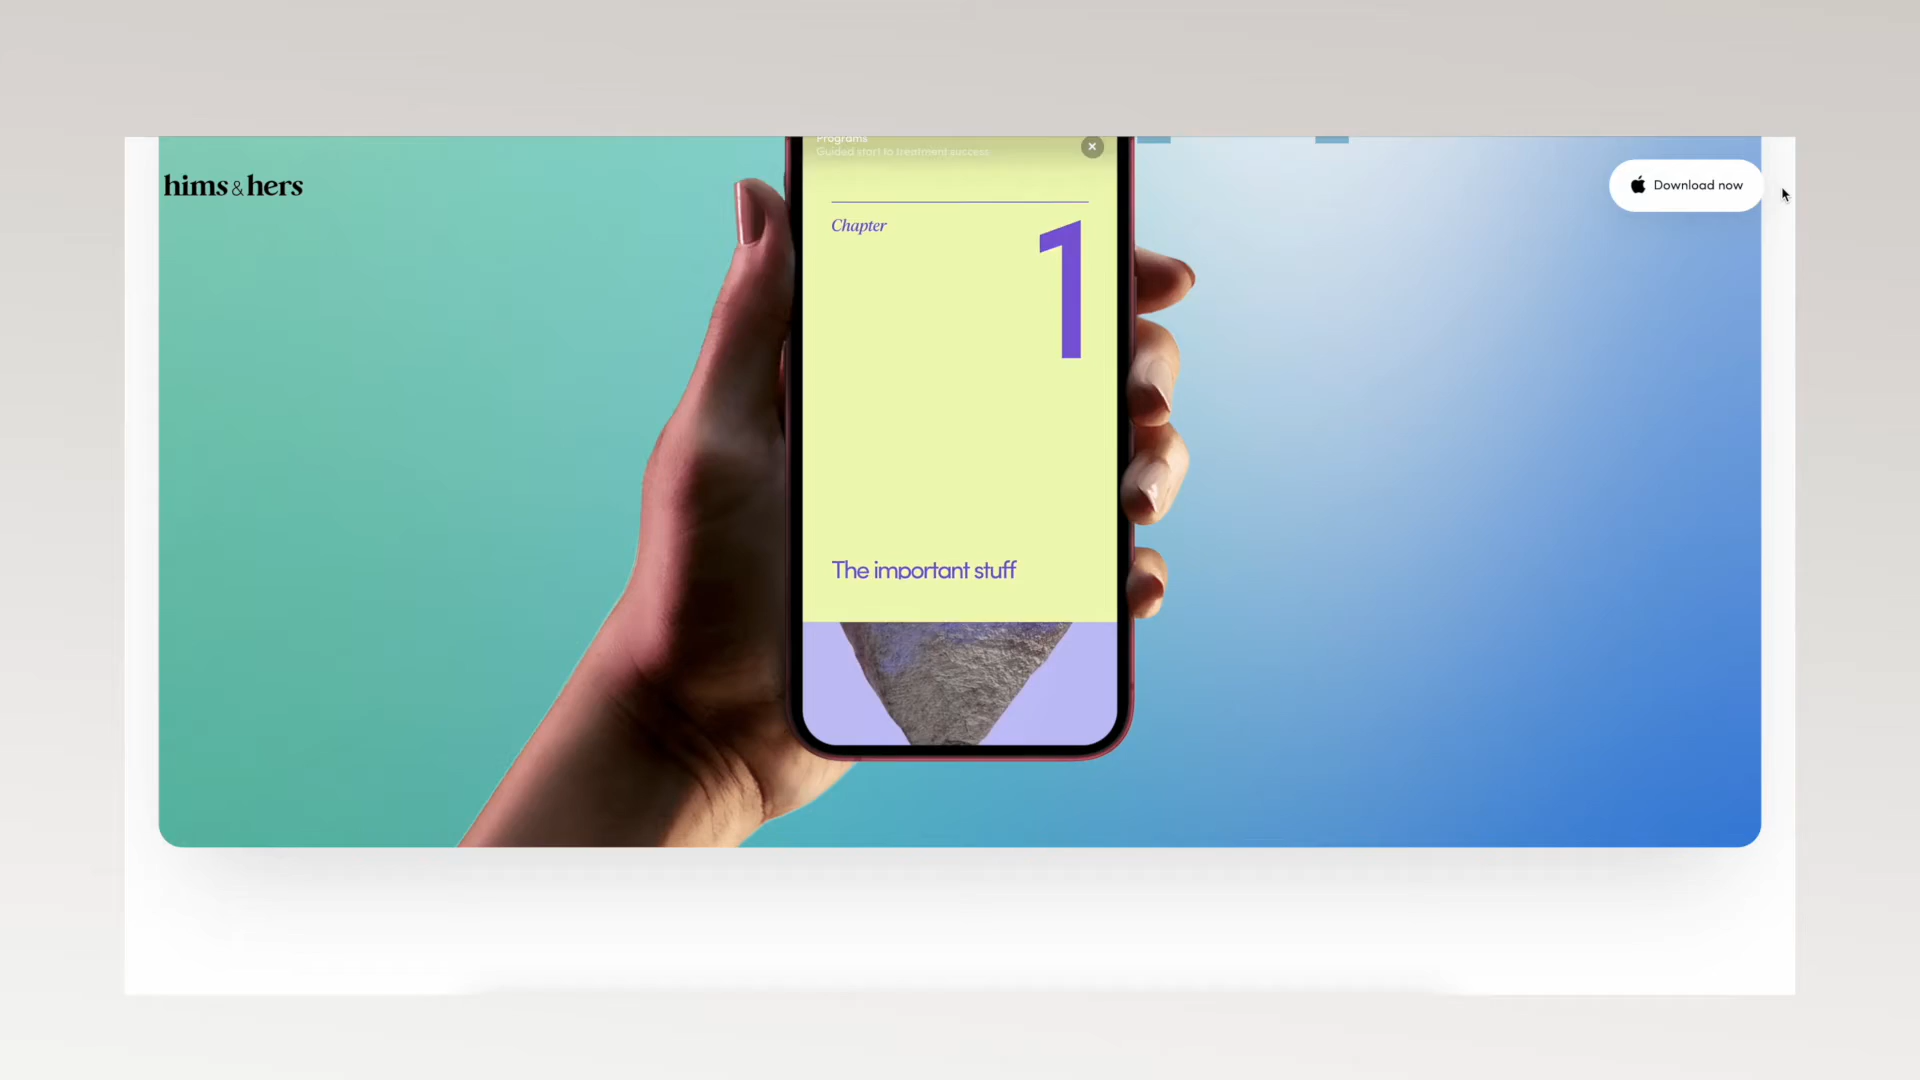 Programs
Guided start to treatment success
hims & hers
Download now
Chapter
1
The important stuff